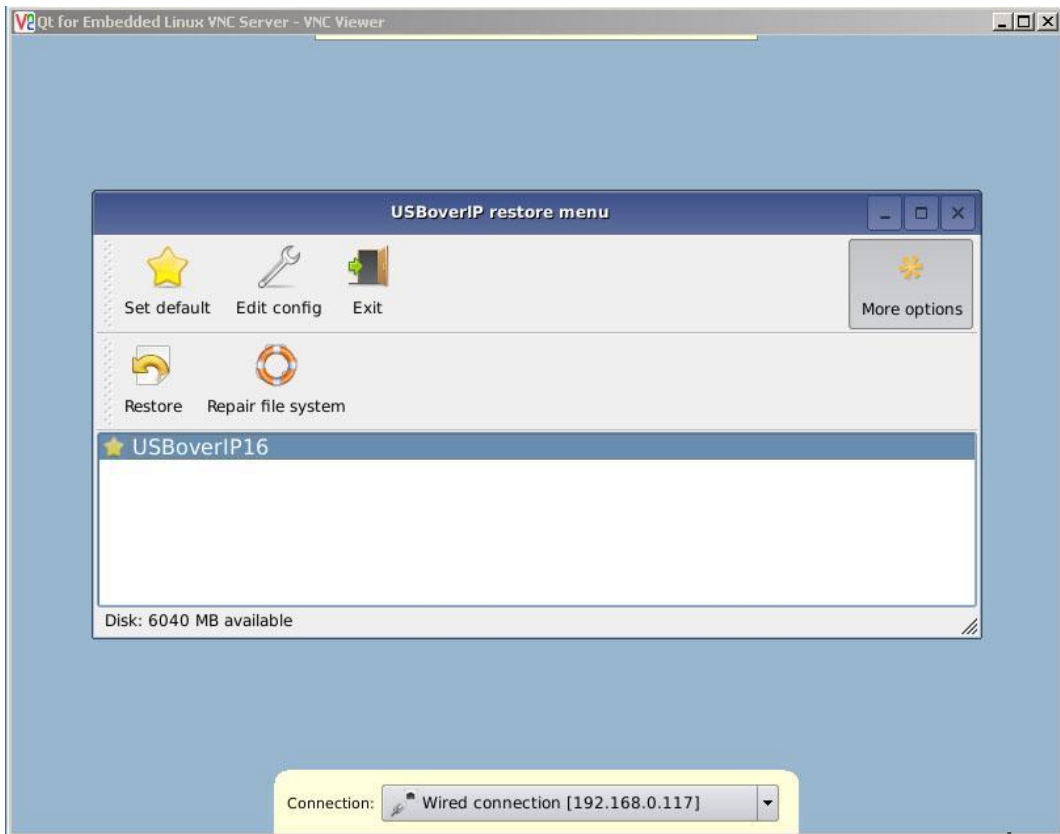 Qt for Embedded Linux VNC Server - VNC Viewer
USBoverIP restore menu
Set default Edit config Exit More options
Restore Repair file system
USBoverIP16
Disk: 6040 MB available
Connection: Wired connection [192.168.0.117]